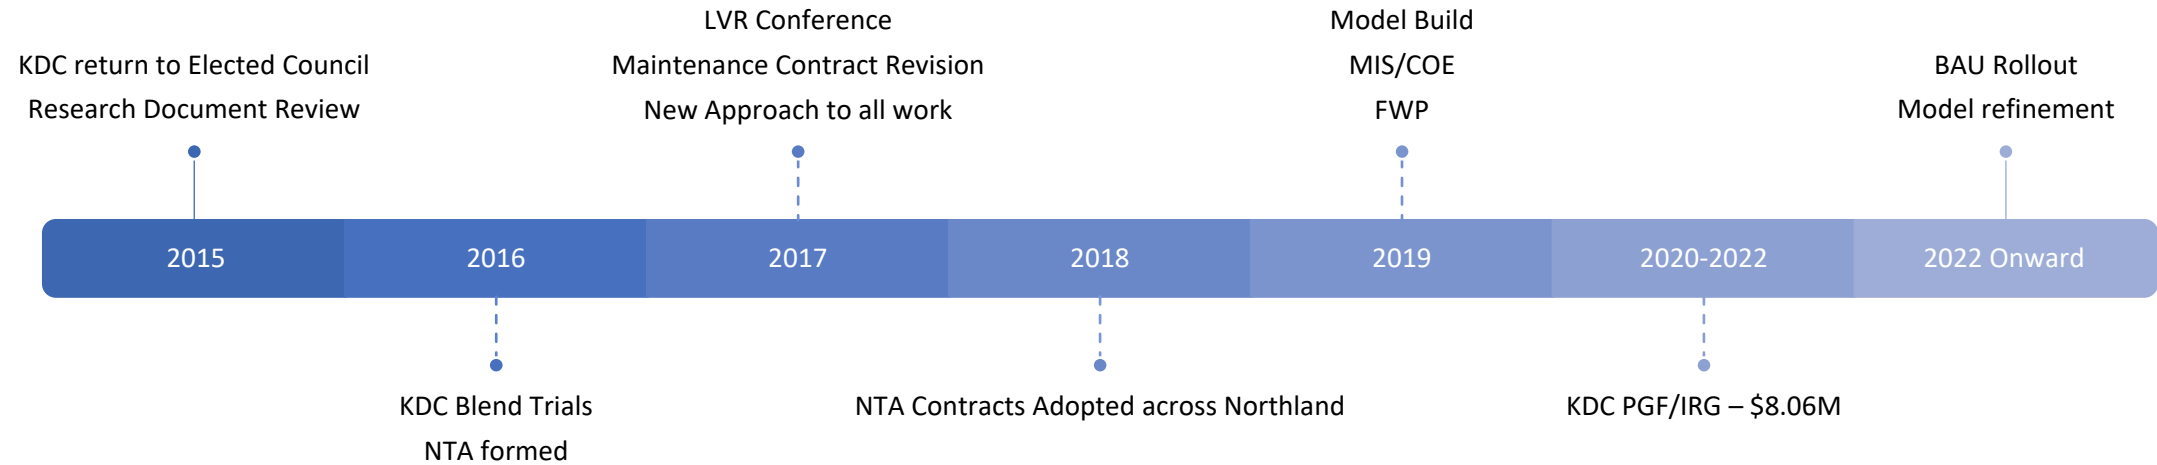 LVR Conference
Model Build
KDC return to Elected Council
Maintenance Contract Revision
MIS/COE
BAU Rollout
Research Document Review
New Approach to all work
FWP
Model refinement
2015
2016
2017
2018
2019
2020-2022
2022 Onward
KDC Blend Trials
NTA Contracts Adopted across Northland
KDC PGF/IRG – $8.06M
NTA formed